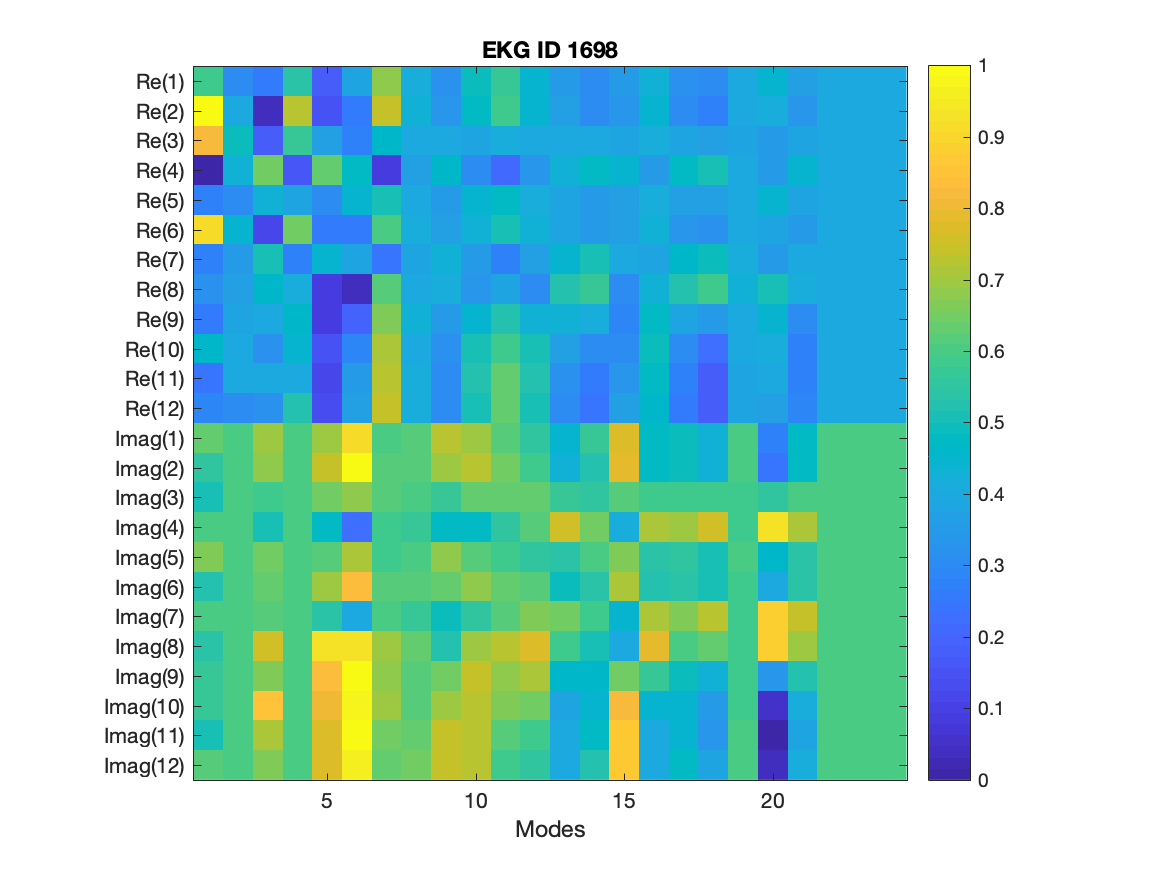 EKG ID 1698
Re(1)
Re(2)
Re(3)
Re(4)
Re(5)
Re(6)
Re(7)
Re(8)
Re(9)
Re(10)
Re(11)
Re(12)
Imag(1)
Imag(2)
Imag(3)
Imag(4)
Imag(5)
Imag(6)
Imag(7)
Imag(8)
Imag(9)
Imag(10)
Imag(11)
Imag(12)
5 10 15 20
Modes
1
0.9
0.8
0.7
0.6
0.5
0.4
0.3
0.2
0.1
0